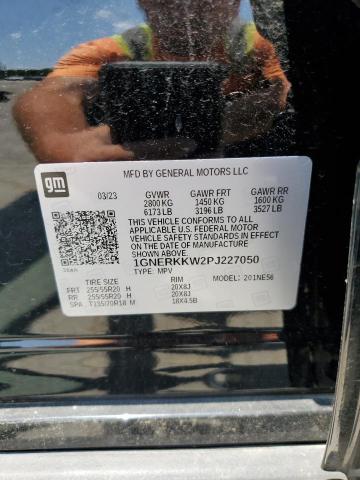 gm
MFD BY GENERAL MOTORS LLC
03/23 GVWR GAWR FRT GAWR RR
2800 KG 1450 KG 1600 KG
6173 LB 3196 LB 3527 LB
THIS VEHICLE CONFORMS TO ALL
APPLICABLE U.S. FEDERAL MOTOR
VEHICLE SAFETY STANDARDS IN EFFECT
ON THE DATE OF MANUFACTURE
SHOWN ABOVE.
1GNERKKW2PJ227050
TYPE: MPV
TIRE SIZE RIM MODEL: 201NE56
FRT 255/55R20 H 20X8J
RR 255/55R20 H 20X8J
SPA T135/70R18 M 18X4.5B